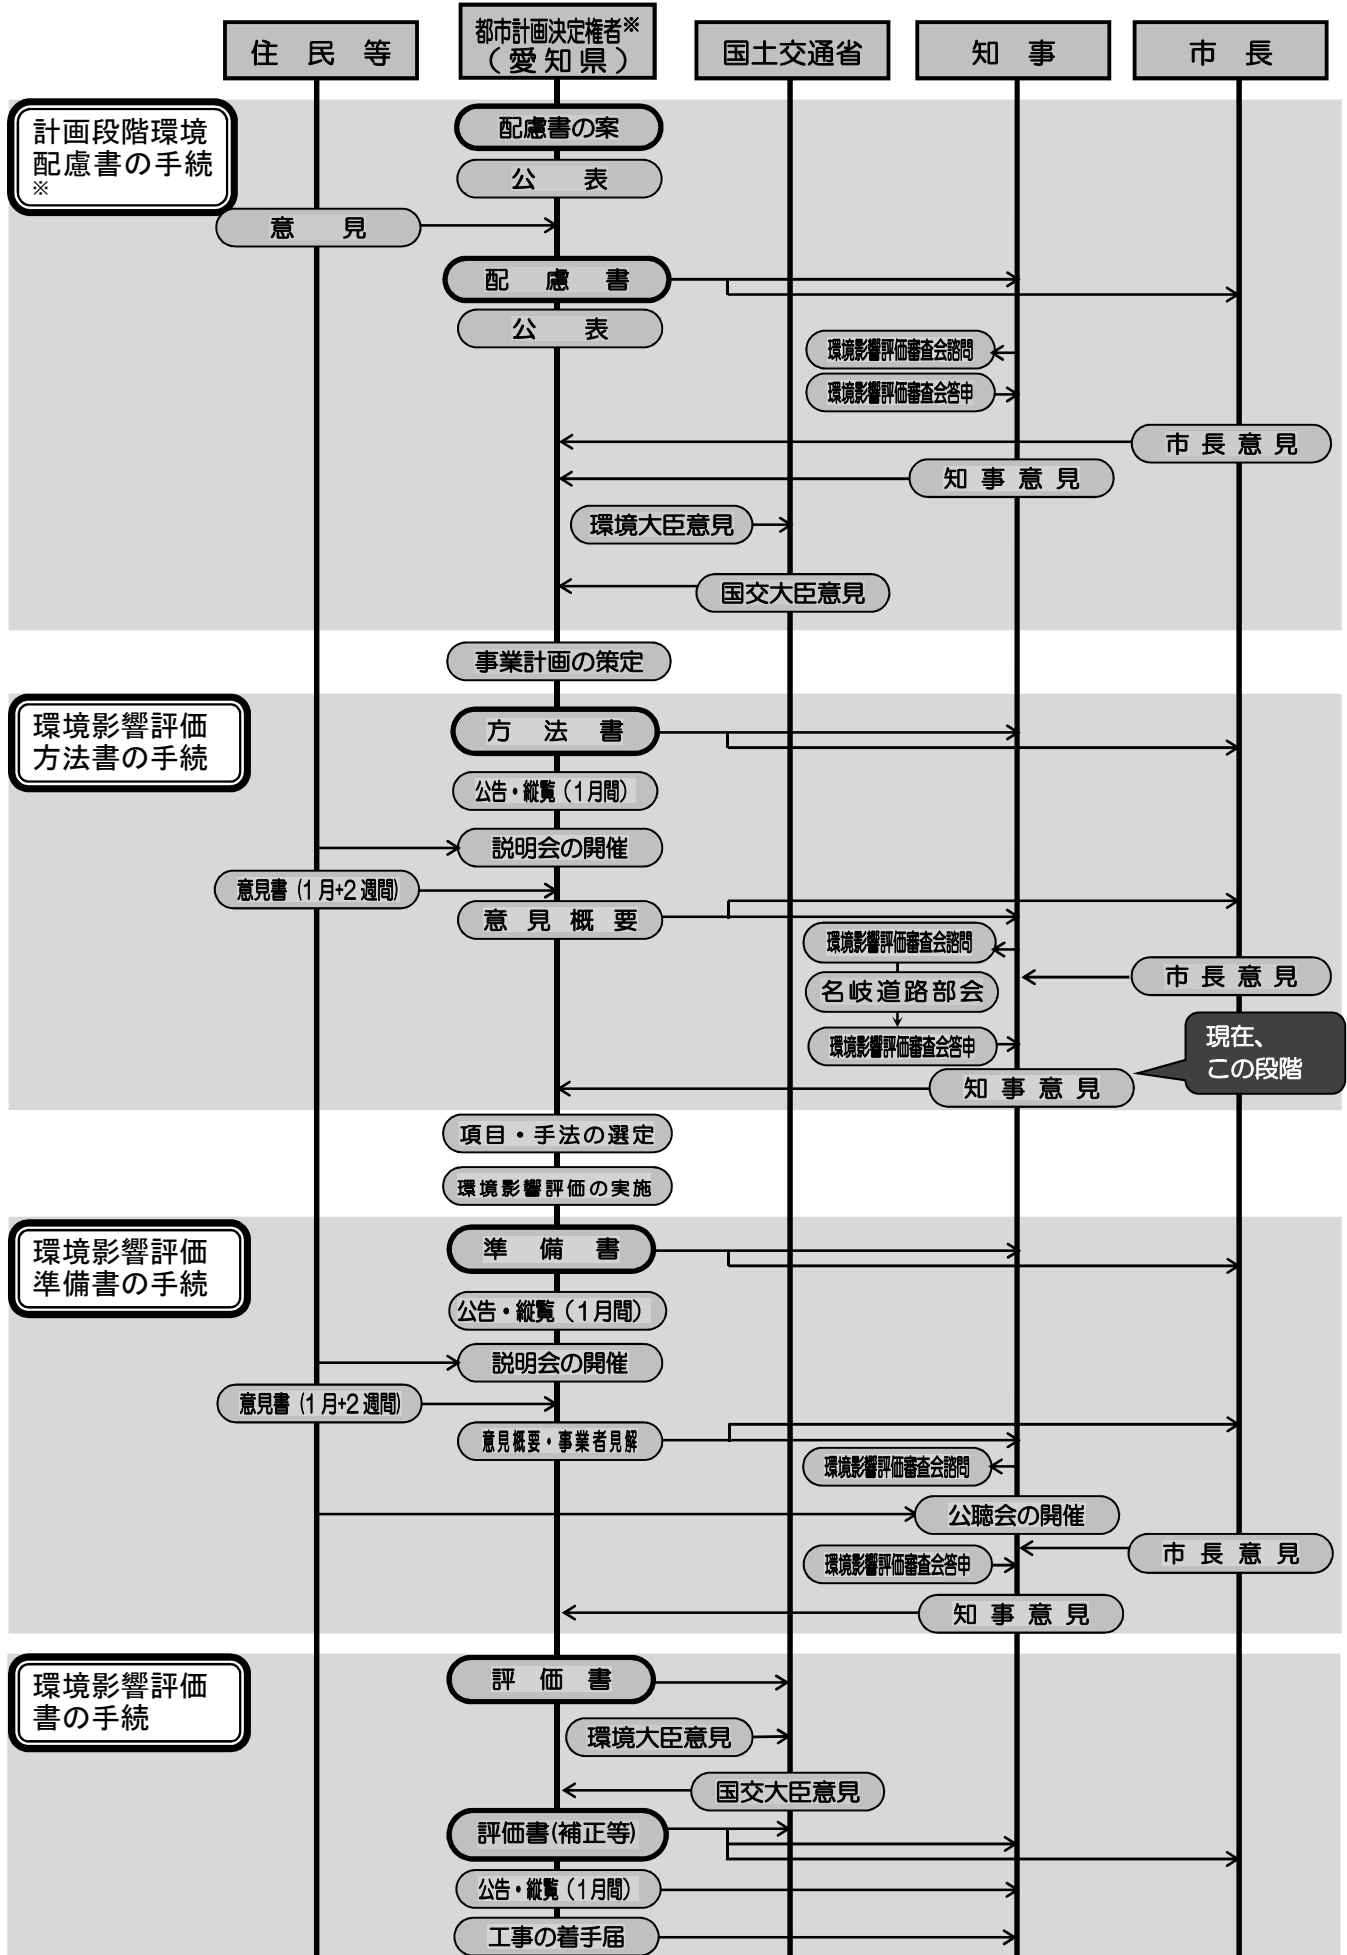 住民等
都市計画決定権者※
（愛知県）
国土交通省
知事
市長
計画段階環境
配慮書の手続
※
配慮書の案
公表
意見
配慮書
公表
環境影響評価審査会諮問
環境影響評価審査会答申
市長意見
知事意見
環境大臣意見
国交大臣意見
事業計画の策定
環境影響評価
方法書の手続
方法書
公告・縦覧（1月間）
説明会の開催
意見書（1月+2週間）
意見概要
環境影響評価審査会諮問
市長意見
名岐道路部会
環境影響評価審査会答申
現在、
この段階
知事意見
項目・手法の選定
環境影響評価の実施
環境影響評価
準備書の手続
準備書
公告・縦覧（1月間）
説明会の開催
意見書（1月+2週間）
意見概要・事業者見解
環境影響評価審査会諮問
公聴会の開催
市長意見
環境影響評価審査会答申
知事意見
環境影響評価
書の手続
評価書
環境大臣意見
国交大臣意見
評価書(補正等)
公告・縦覧（1月間）
工事の着手届